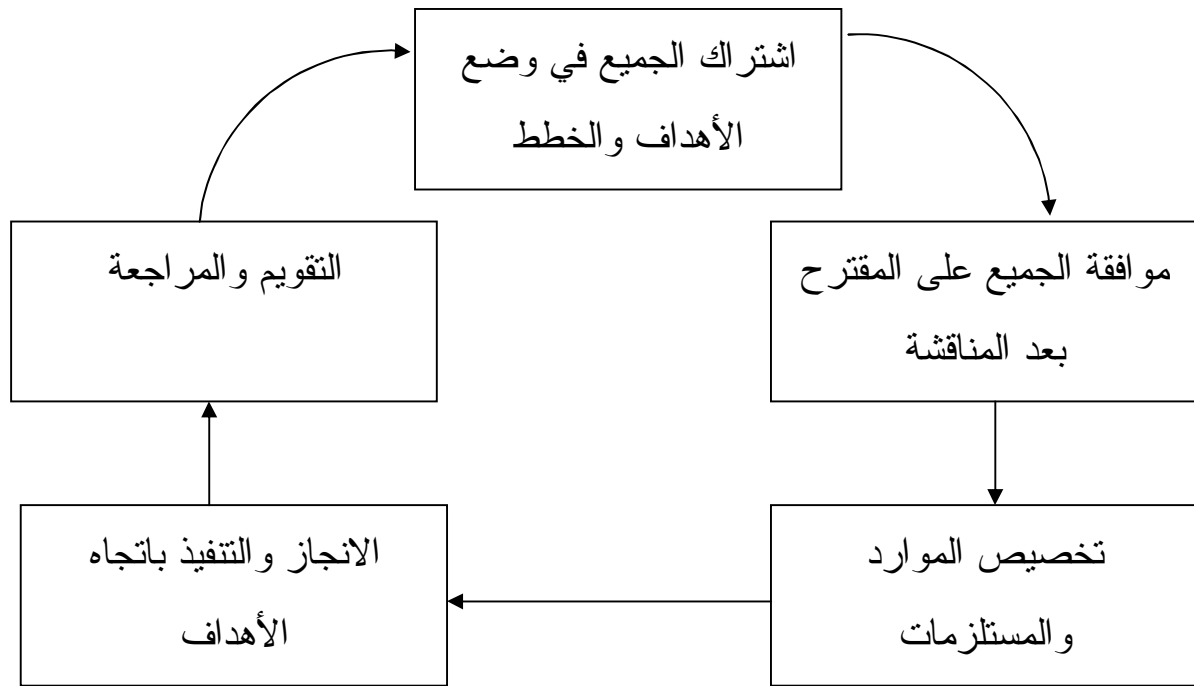 اشتراك الجميع في وضع
الأهداف والخطط
موافقة الجميع على المقترح
بعد المناقشة
تخصيص الموارد
والمستلزمات
الانجاز والتنفيذ باتجاه
الأهداف
التقويم والمراجعة